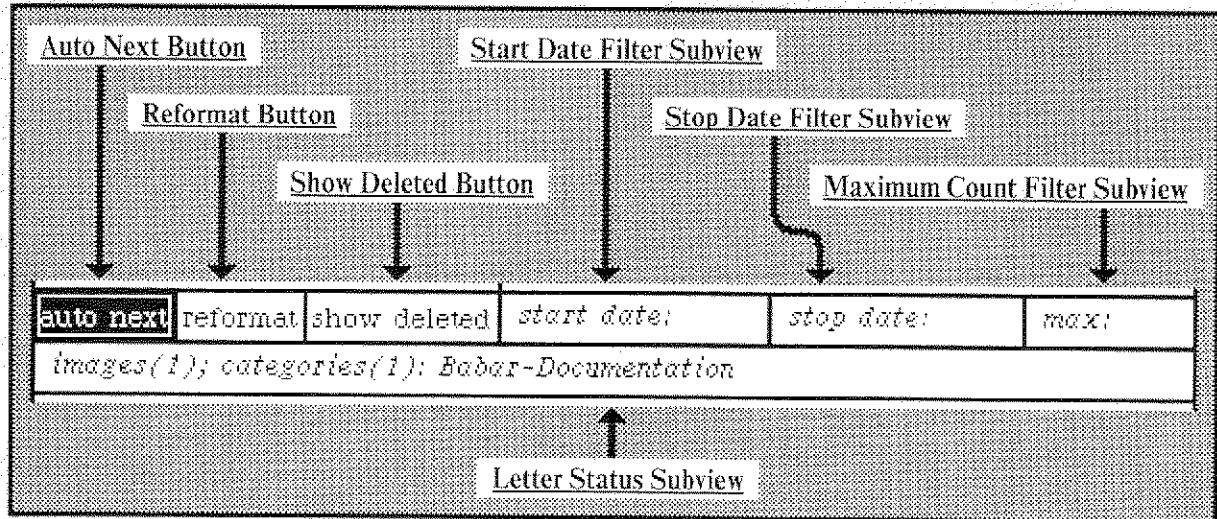 Auto Next Button
Start Date Filter Subview
Reformat Button
Stop Date Filter Subview
Show Deleted Button
Maximum Count Filter Subview
auto next reformat show deleted start date: stop date: max:
images(1); categories(1): Babar-Documentation
Letter Status Subview